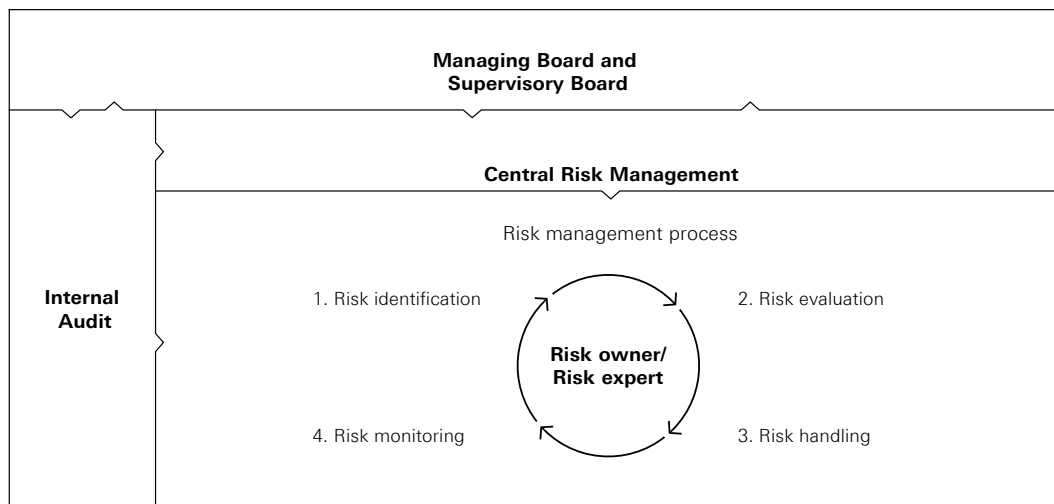 Managing Board and
Supervisory Board
Central Risk Management
Risk management process
Internal
Audit
1. Risk identification
2. Risk evaluation
Risk owner/
Risk expert
4. Risk monitoring
3. Risk handling